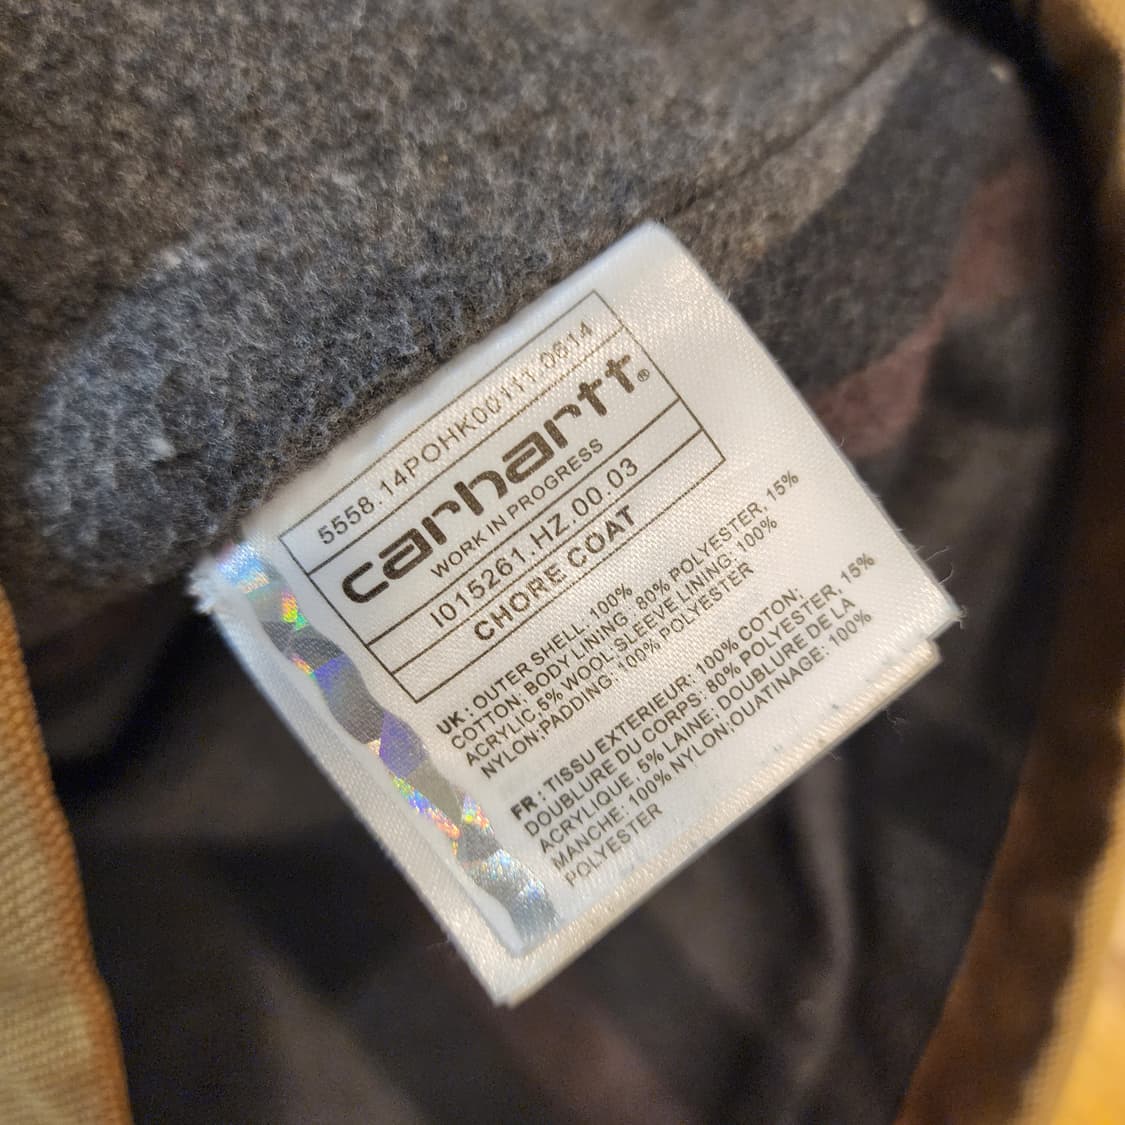 5558.14POHK00111.0614
carhartt®
WORK IN PROGRESS
I015261.HZ.00.03
CHORE COAT
UK: OUTER SHELL: 100%
COTTON; BODY LINING: 80% POLYESTER, 15%
ACRYLIC, 5% WOOL; SLEEVE LINING: 100%
NYLON;PADDING: 100% POLYESTER
FR: TISSU EXTERIEUR: 100% COTON;
DOUBLURE DU CORPS: 80% POLYESTER, 15%
ACRYLIQUE, 5% LAINE; DOUBLURE DE LA
MANCHE: 100% NYLON;OUATINAGE: 100%
POLYESTER